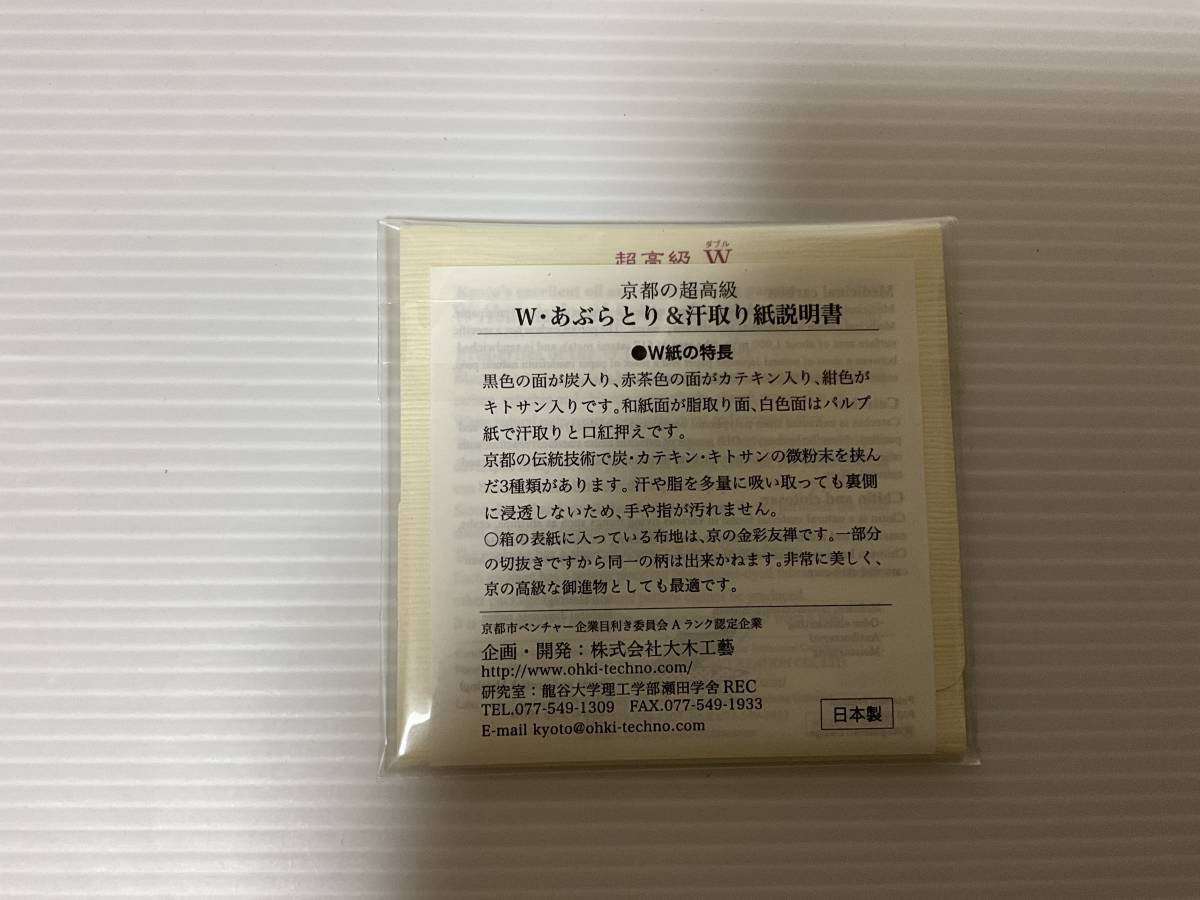 超高級 W
ダブル
京都の超高級
W・あぶらとり&汗取り紙説明書
●W紙の特長
黒色の面が炭入り、赤茶色の面がカテキン入り、紺色が
キトサン入りです。和紙面が脂取り面、白色面はパルプ
紙で汗取りと口紅押えです。
京都の伝統技術で炭・カテキン・キトサンの微粉末を挟ん
だ3種類があります。汗や脂を多量に吸い取っても裏側
に浸透しないため、手や指が汚れません。
○箱の表紙に入っている布地は、京の金彩友禅です。一部分
の切抜きですから同一の柄は出来かねます。非常に美しく、
京の高級な御進物としても最適です。
京都市ベンチャー企業目利き委員会 A ランク認定企業
企画・開発：株式会社大木工藝
http://www.ohki-techno.com/
研究室：龍谷大学理工学部瀬田学舎 REC
TEL.077-549-1309 FAX.077-549-1933
E-mail kyoto@ohki-techno.com
日本製